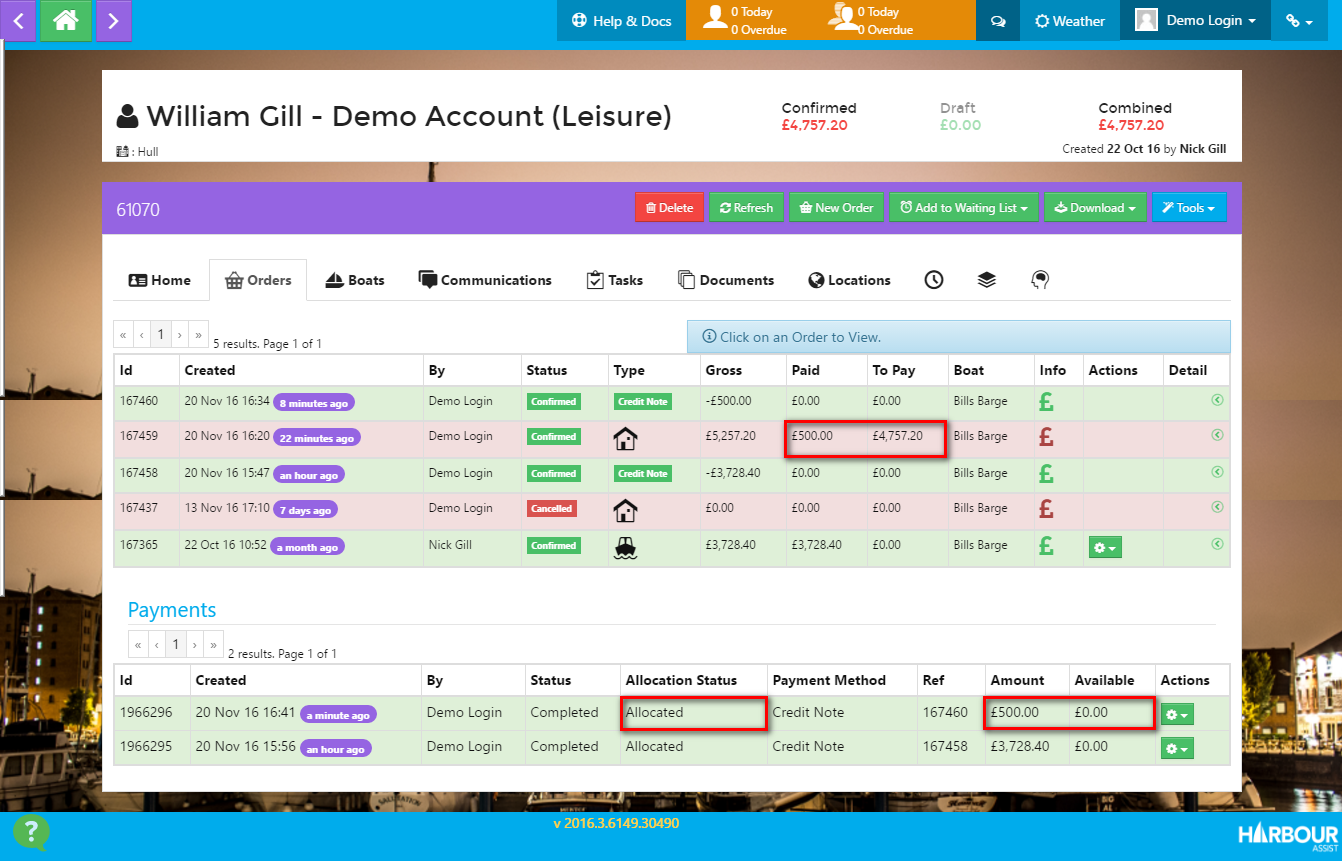 Help & Docs
0 Today
0 Overdue
0 Today
0 Overdue
Weather
Demo Login
William Gill - Demo Account (Leisure)
: Hull
Confirmed
£4,757.20
Draft
£0.00
Combined
£4,757.20
Created 22 Oct 16 by Nick Gill
61070
Delete
Refresh
New Order
Add to Waiting List
Download
Tools
Home
Orders
Boats
Communications
Tasks
Documents
Locations
« ‹ 1 › » 5 results. Page 1 of 1
Click on an Order to View.
Id Created By Status Type Gross Paid To Pay Boat Info Actions Detail
167460 20 Nov 16 16:34 8 minutes ago Demo Login Confirmed Credit Note -£500.00 £0.00 £0.00 Bills Barge £
167459 20 Nov 16 16:20 22 minutes ago Demo Login Confirmed £5,257.20 £500.00 £4,757.20 Bills Barge £
167458 20 Nov 16 15:47 an hour ago Demo Login Confirmed Credit Note -£3,728.40 £0.00 £0.00 Bills Barge £
167437 13 Nov 16 17:10 7 days ago Demo Login Cancelled £0.00 £0.00 £0.00 Bills Barge £
167365 22 Oct 16 10:52 a month ago Nick Gill Confirmed £3,728.40 £3,728.40 £0.00 Bills Barge £
Payments
« ‹ 1 › » 2 results. Page 1 of 1
Id Created By Status Allocation Status Payment Method Ref Amount Available Actions
1966296 20 Nov 16 16:41 a minute ago Demo Login Completed Allocated Credit Note 167460 £500.00 £0.00
1966295 20 Nov 16 15:56 an hour ago Demo Login Completed Allocated Credit Note 167458 £3,728.40 £0.00
?
v 2016.3.6149.30490
HARBOUR
ASSIST